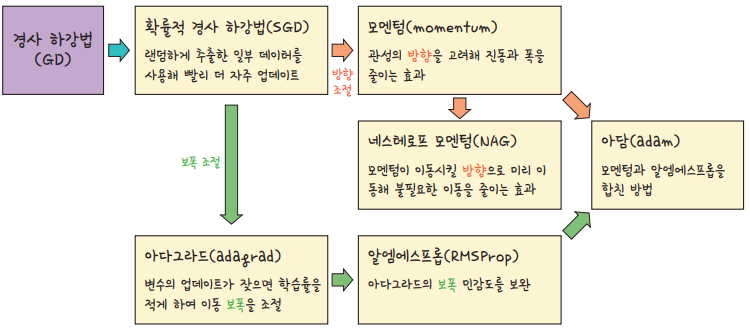 경사 하강법
(GD)
확률적 경사 하강법(SGD)
랜덤하게 추출한 일부 데이터를
사용해 빨리 더 자주 업데이트
방향
조절
모멘텀(momentum)
관성의 방향을 고려해 진동과 폭을
줄이는 효과
네스테로프 모멘텀(NAG)
모멘텀이 이동시킬 방향으로 미리 이
동해 불필요한 이동을 줄이는 효과
아담(adam)
모멘텀과 알엠에스프롭을
합친 방법
보폭 조절
아다그라드(adagrad)
변수의 업데이트가 잦으면 학습률을
적게 하여 이동 보폭을 조절
알엠에스프롭(RMSProp)
아다그라드의 보폭 민감도를 보완